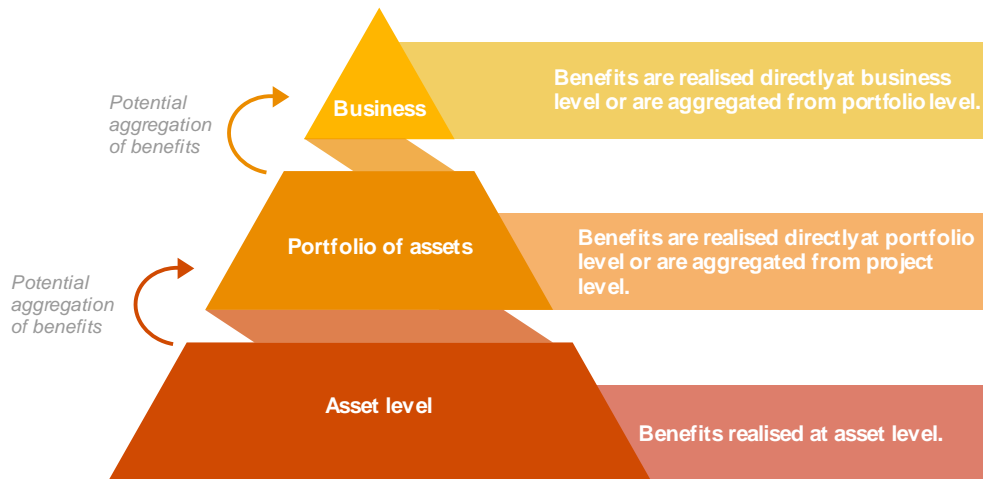 Benefits are realised directly at business
level or are aggregated from portfolio level.
Potential
aggregation
of benefits
Business
Benefits are realised directly at portfolio
level or are aggregated from project
level.
Portfolio of assets
Potential
aggregation
of benefits
Asset level
Benefits realised at asset level.